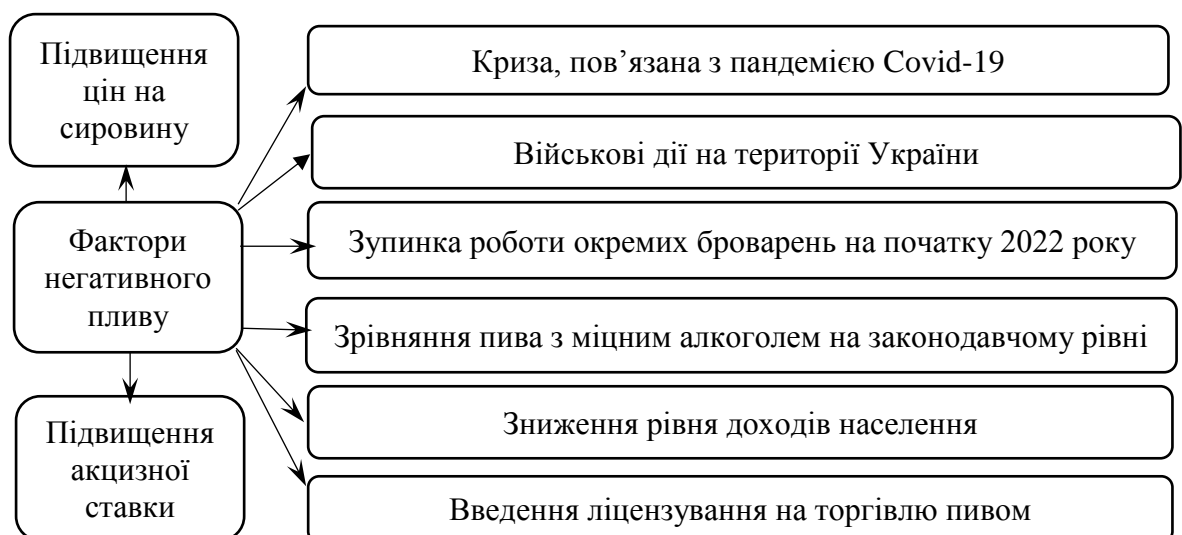 Підвищення
цін на
сировину
Фактори
негативного
пливу
Підвищення
акцизної
ставки
Криза, пов’язана з пандемією Covid-19
Військові дії на території України
Зупинка роботи окремих броварень на початку 2022 року
Зрівняння пива з міцним алкоголем на законодавчому рівні
Зниження рівня доходів населення
Введення ліцензування на торгівлю пивом